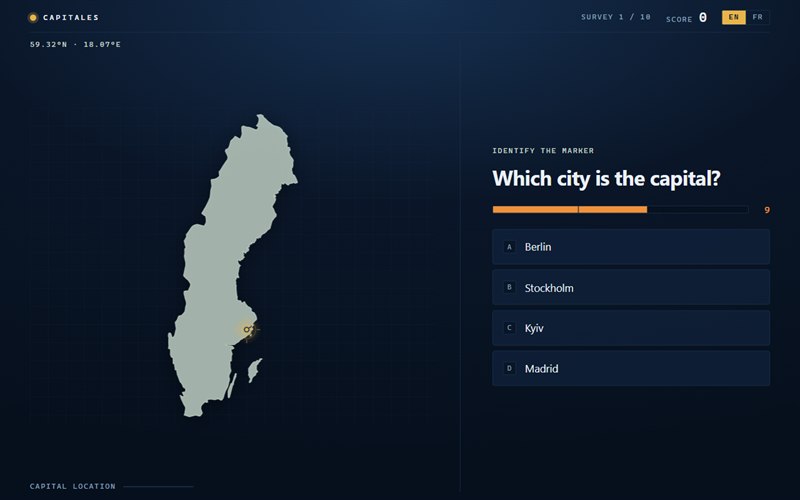 CAPITALES
SURVEY 1 / 10
SCORE 0
EN FR
59.32°N · 18.07°E
IDENTIFY THE MARKER
Which city is the capital?
9
A Berlin
B Stockholm
C Kyiv
D Madrid
CAPITAL LOCATION